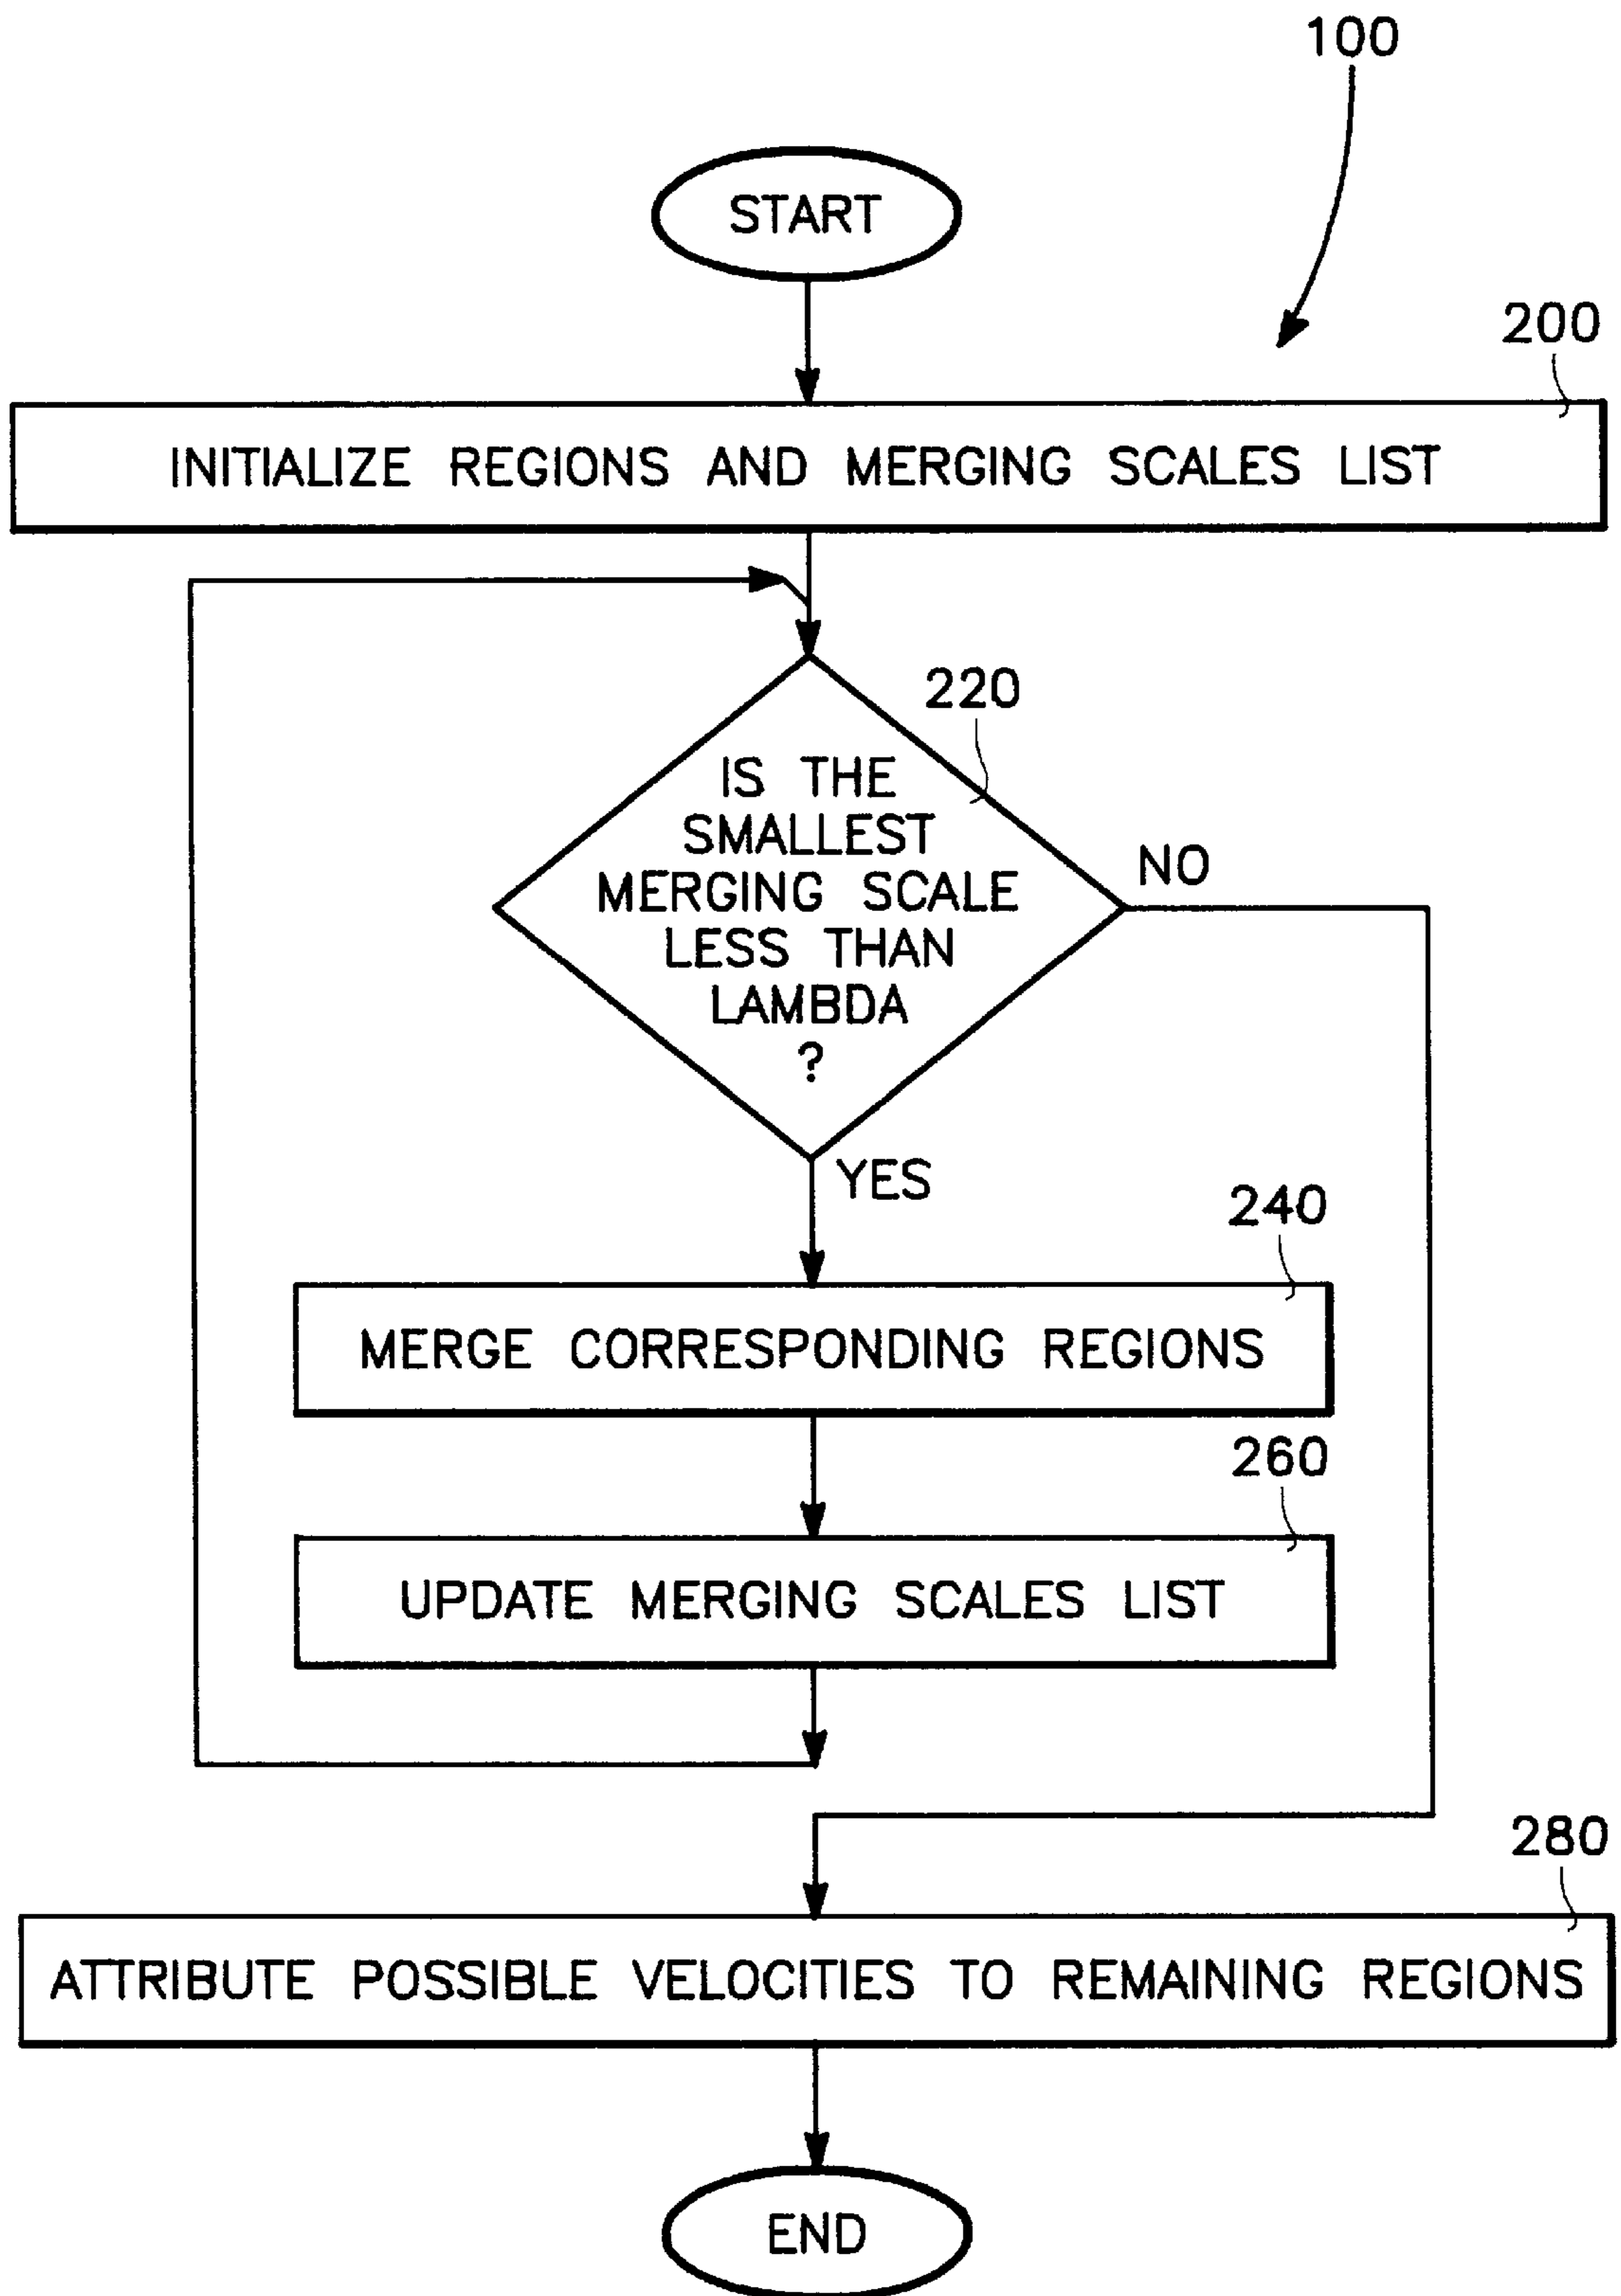 100
START
200
INITIALIZE REGIONS AND MERGING SCALES LIST
220
IS THE
SMALLEST
MERGING SCALE
LESS THAN
LAMBDA
?
NO
YES
240
MERGE CORRESPONDING REGIONS
260
UPDATE MERGING SCALES LIST
280
ATTRIBUTE POSSIBLE VELOCITIES TO REMAINING REGIONS
END